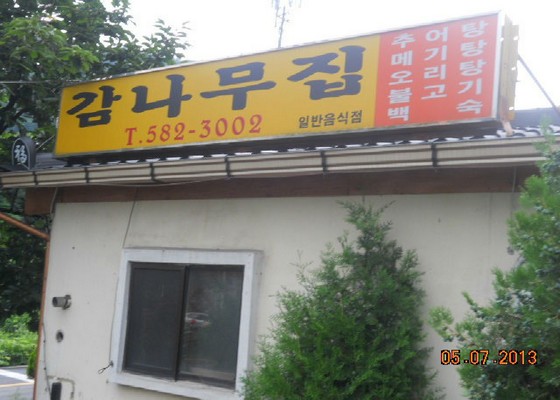 감나무집
T.582-3002
일반음식점
추어탕
메기탕
오리탕
불고기
백숙
05.07.2013